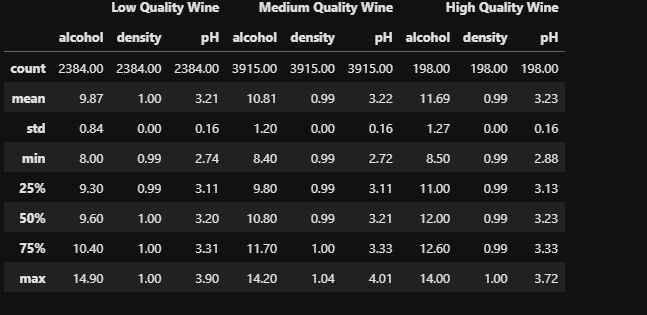 Low Quality Wine Medium Quality Wine High Quality Wine
alcohol density pH alcohol density pH alcohol density pH
count 2384.00 2384.00 2384.00 3915.00 3915.00 3915.00 198.00 198.00 198.00
mean 9.87 1.00 3.21 10.81 0.99 3.22 11.69 0.99 3.23
std 0.84 0.00 0.16 1.20 0.00 0.16 1.27 0.00 0.16
min 8.00 0.99 2.74 8.40 0.99 2.72 8.50 0.99 2.88
25% 9.30 0.99 3.11 9.80 0.99 3.11 11.00 0.99 3.13
50% 9.60 1.00 3.20 10.80 0.99 3.21 12.00 0.99 3.23
75% 10.40 1.00 3.31 11.70 1.00 3.33 12.60 0.99 3.33
max 14.90 1.00 3.90 14.20 1.04 4.01 14.00 1.00 3.72